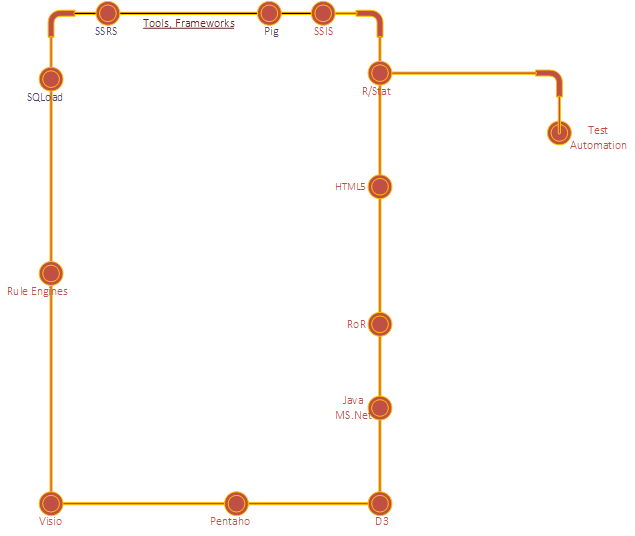 SSRS
Tools, Frameworks
Pig
SSIS
R/Stat
SQLoad
Test
Automation
HTML5
Rule Engines
RoR
Java
MS.Net
Visio
Pentaho
D3